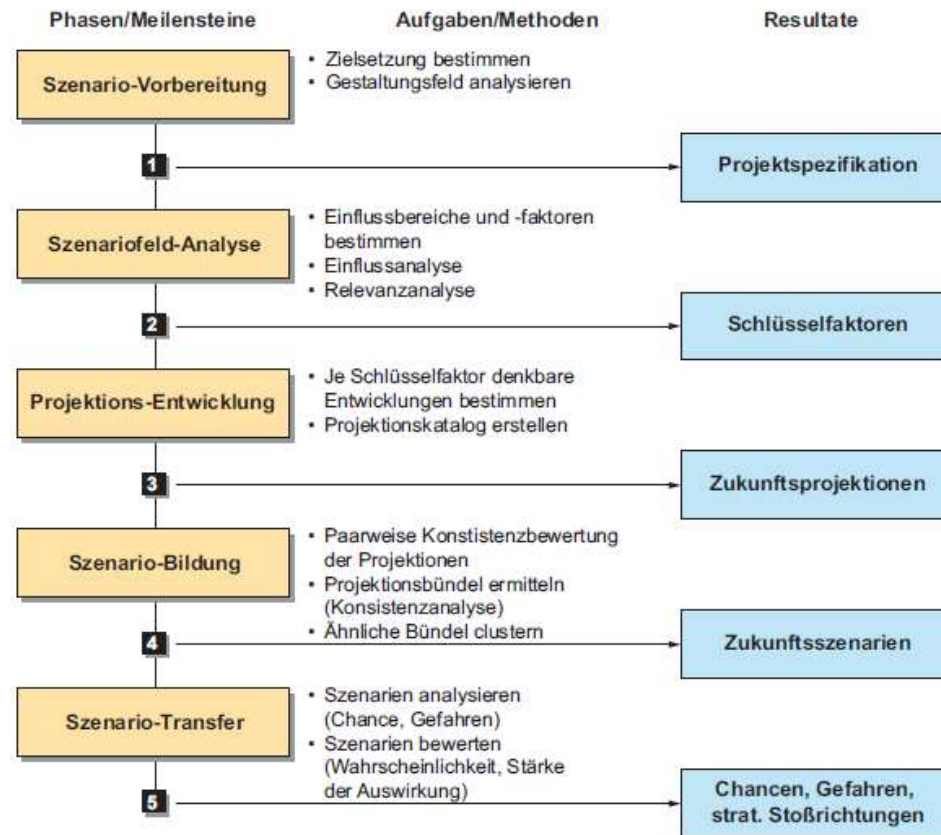 Phasen/Meilensteine
Aufgaben/Methoden
Resultate
Szenario-Vorbereitung
• Zielsetzung bestimmen
• Gestaltungsfeld analysieren
1
Projektspezifikation
Szenariofeld-Analyse
• Einflussbereiche und -faktoren
bestimmen
• Einflussanalyse
• Relevanzanalyse
2
Schlüsselfaktoren
Projektions-Entwicklung
• Je Schlüsselfaktor denkbare
Entwicklungen bestimmen
• Projektionskatalog erstellen
3
Zukunftsprojektionen
Szenario-Bildung
• Paarweise Konstistenzbewertung
der Projektionen
• Projektionsbündel ermitteln
(Konsistenzanalyse)
• Ähnliche Bündel clustern
4
Zukunftsszenarien
Szenario-Transfer
• Szenarien analysieren
(Chance, Gefahren)
• Szenarien bewerten
(Wahrscheinlichkeit, Stärke
der Auswirkung)
5
Chancen, Gefahren,
strat. Stoßrichtungen